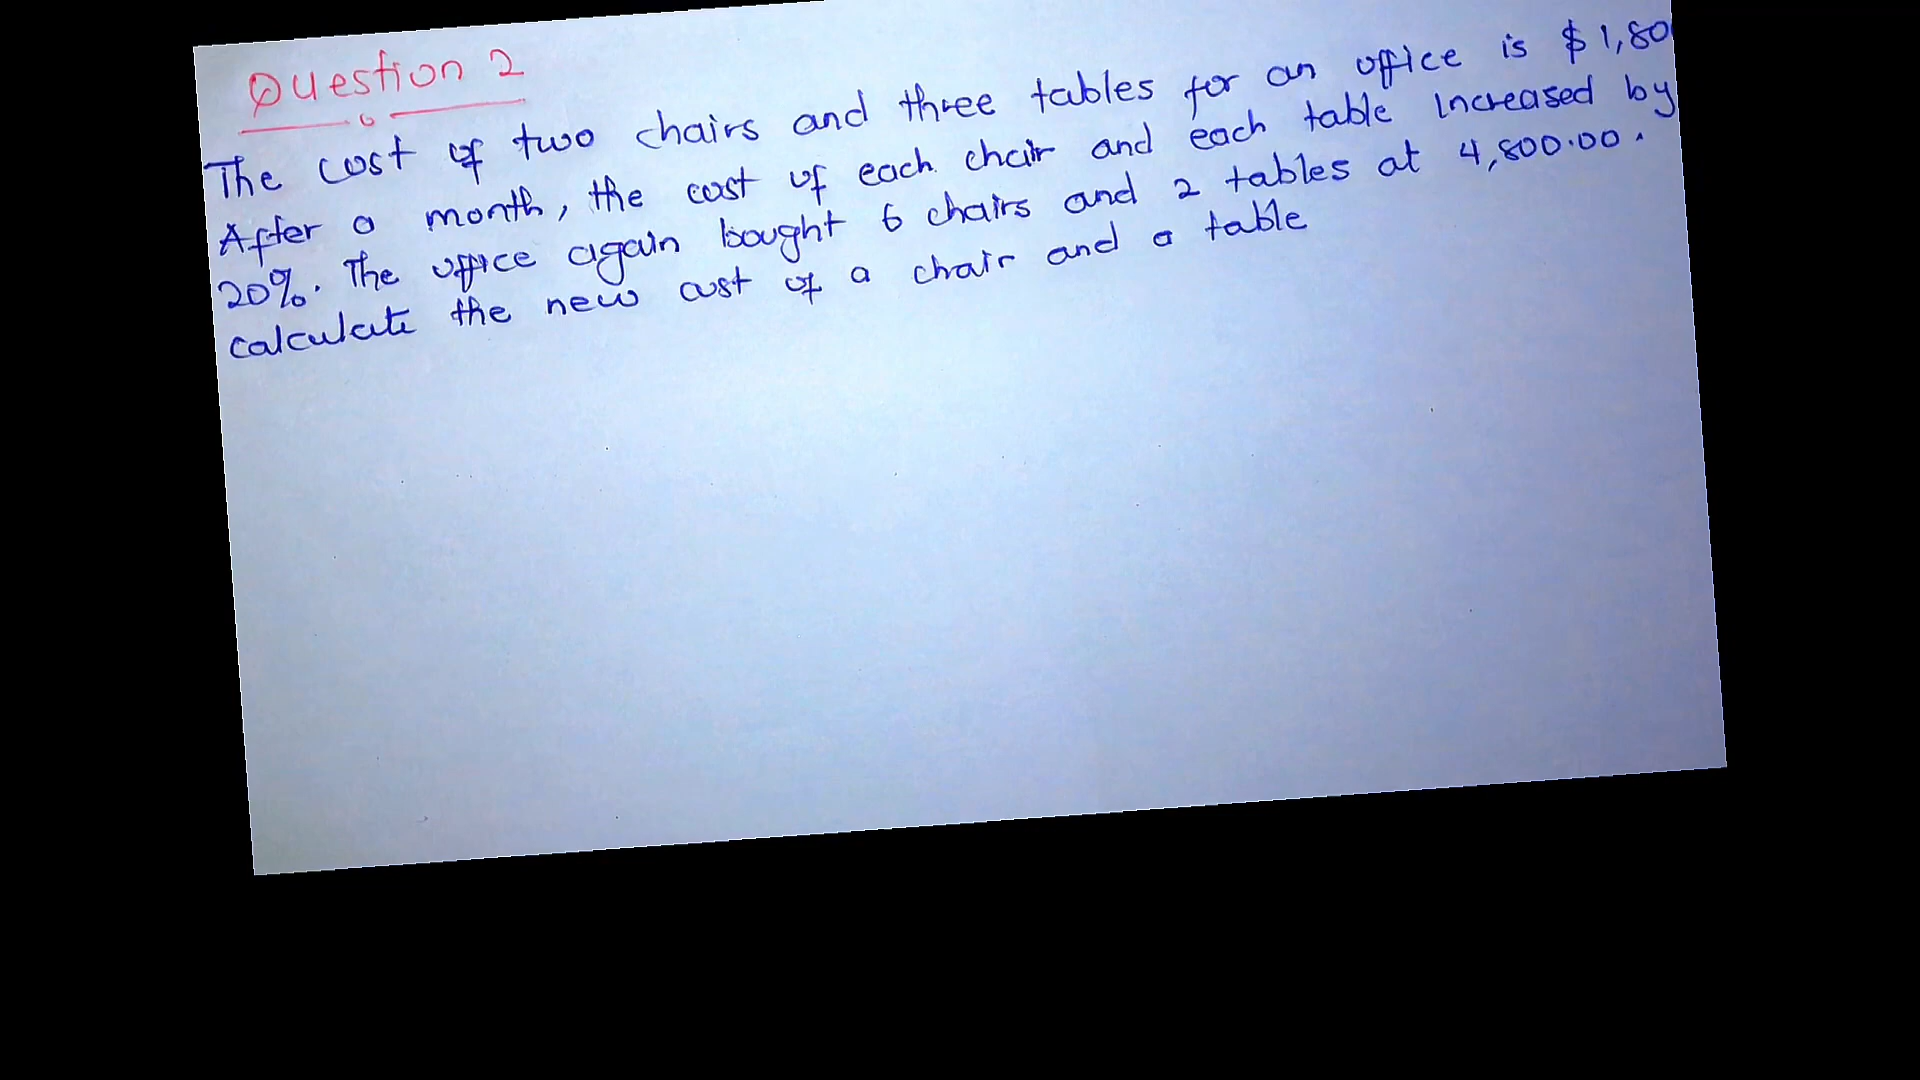 Question 2
The cost of two chairs and three tables for an office is $1,80
After a month, the cost of each chair and each table increased by
20%. The office again bought 6 chairs and 2 tables at 4,800.00.
calculate the new cost of a chair and a table